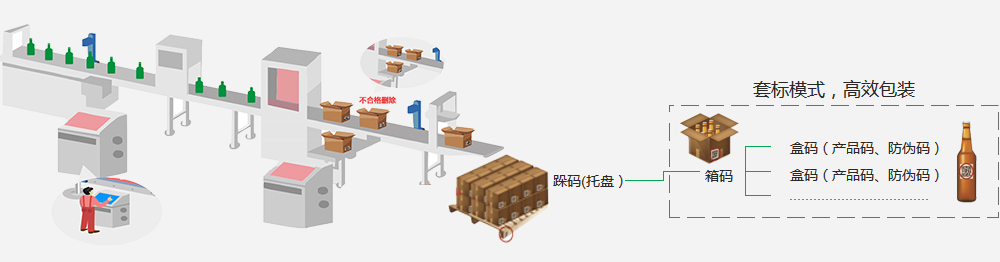 不合格剔除
套标模式，高效包装
盒码（产品码、防伪码）
箱码
盒码（产品码、防伪码）
跺码(托盘）